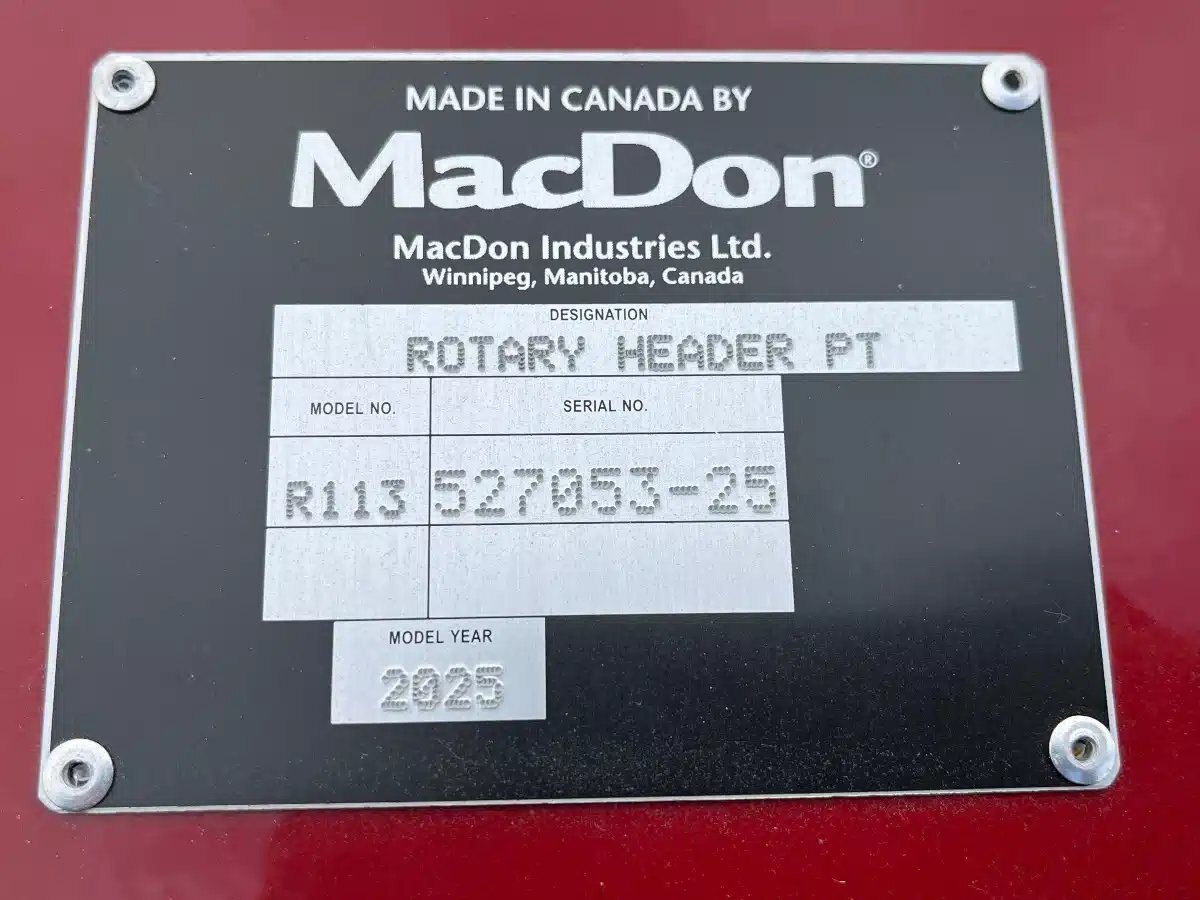 MADE IN CANADA BY
MacDon®
MacDon Industries Ltd.
Winnipeg, Manitoba, Canada
DESIGNATION
ROTARY HEADER PT
MODEL NO. SERIAL NO.
R113 527053-25
MODEL YEAR
2025